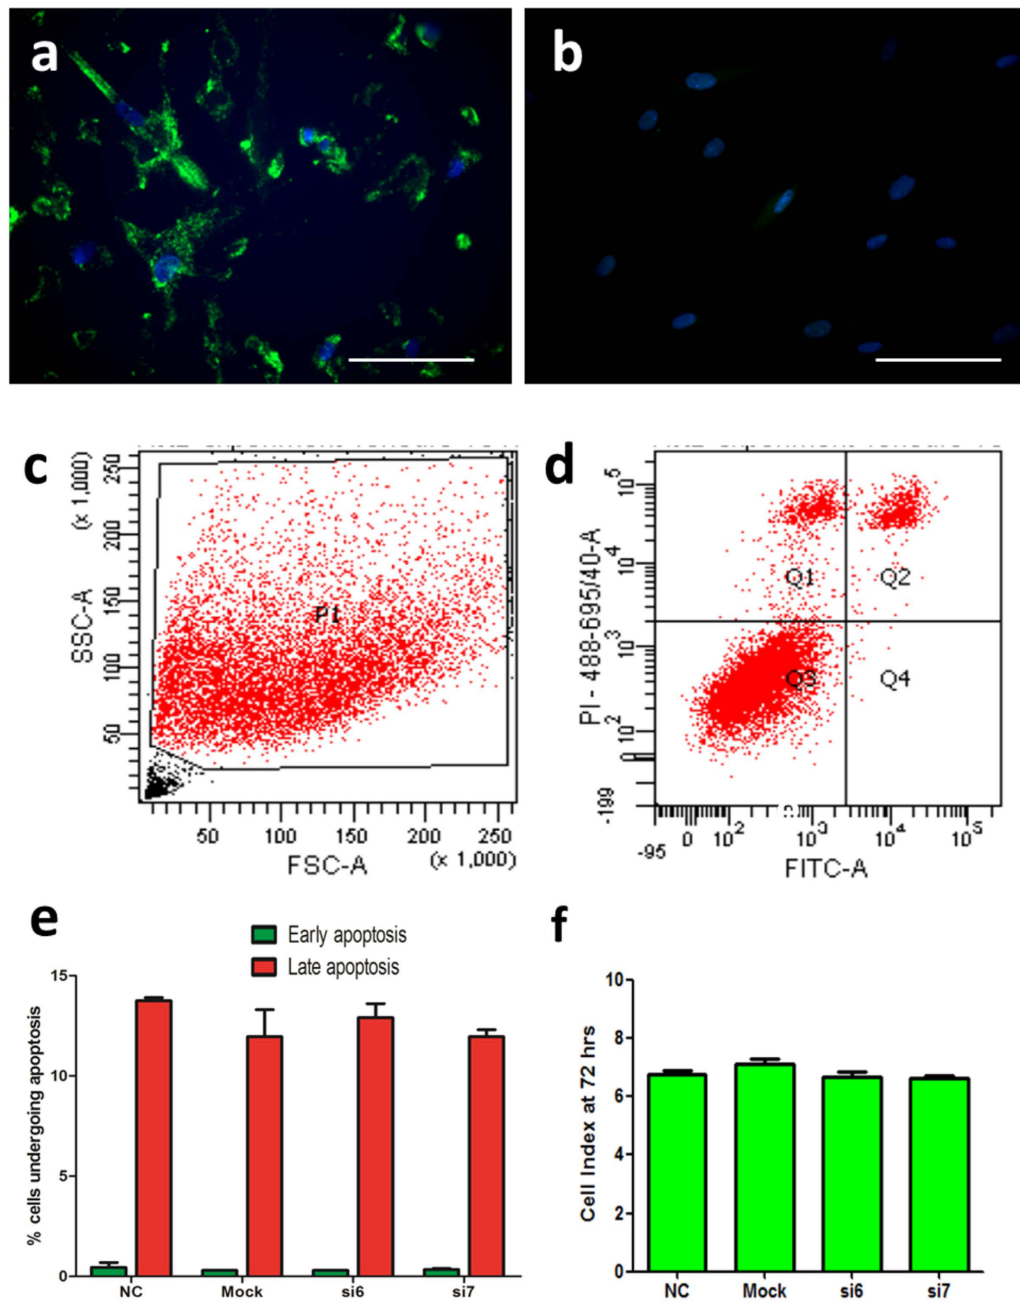 a
b
c
250
200
150
100
50
SSC-A
(x 1,000)
P1
50
100
150
200
250
FSC-A
(x 1,000)
d
10^5
10^4
10^3
10^2
-199
PI - 488-695/40-A
Q1
Q2
Q3
Q4
-95
0
10^2
10^3
10^4
10^5
FITC-A
e
Early apoptosis
Late apoptosis
15
10
5
0
% cells undergoing apoptosis
NC
Mock
si6
si7
f
10
8
6
4
2
0
Cell Index at 72 hrs
NC
Mock
si6
si7